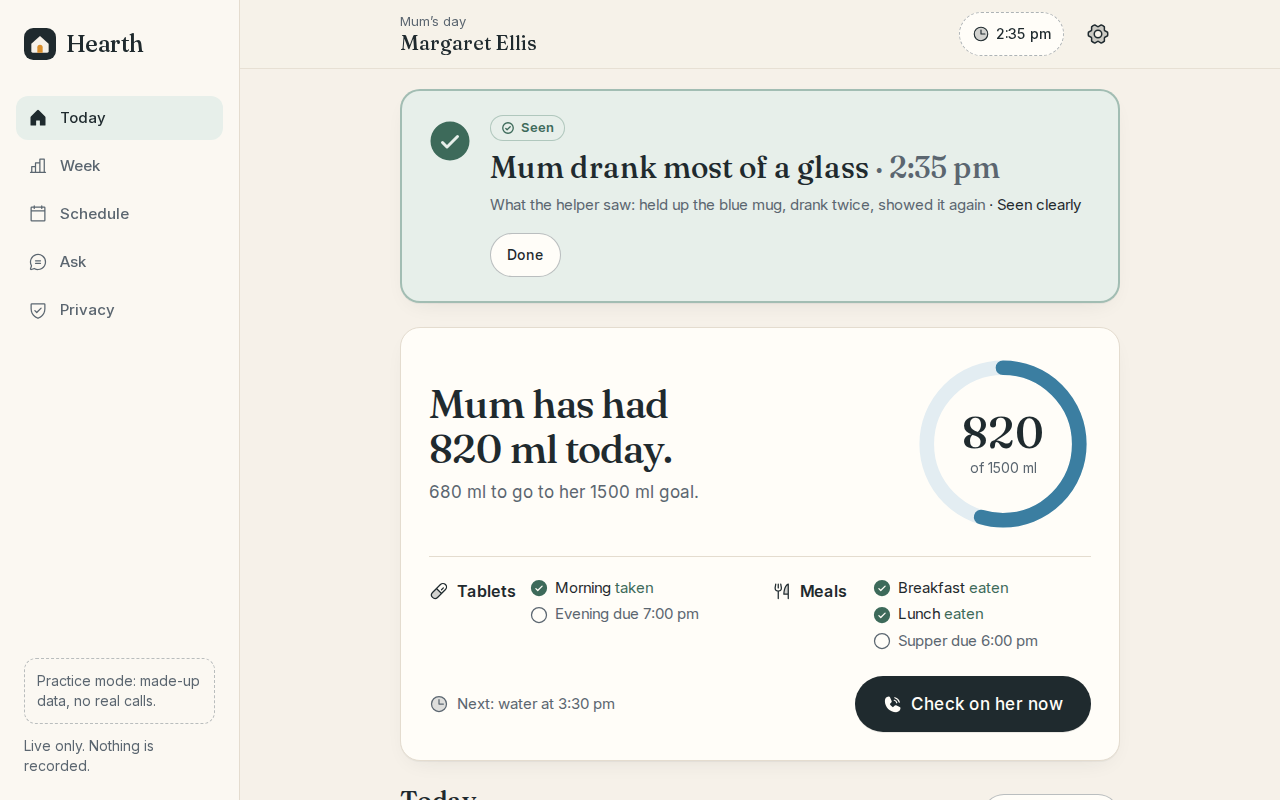 Hearth
Today
Week
Schedule
Ask
Privacy
Practice mode: made-up
data, no real calls.
Live only. Nothing is
recorded.
Mum's day
Margaret Ellis
2:35 pm
Seen
Mum drank most of a glass · 2:35 pm
What the helper saw: held up the blue mug, drank twice, showed it again · Seen clearly
Done
Mum has had
820 ml today.
680 ml to go to her 1500 ml goal.
820
of 1500 ml
Tablets
Morning taken
Evening due 7:00 pm
Meals
Breakfast eaten
Lunch eaten
Supper due 6:00 pm
Next: water at 3:30 pm
Check on her now
Today